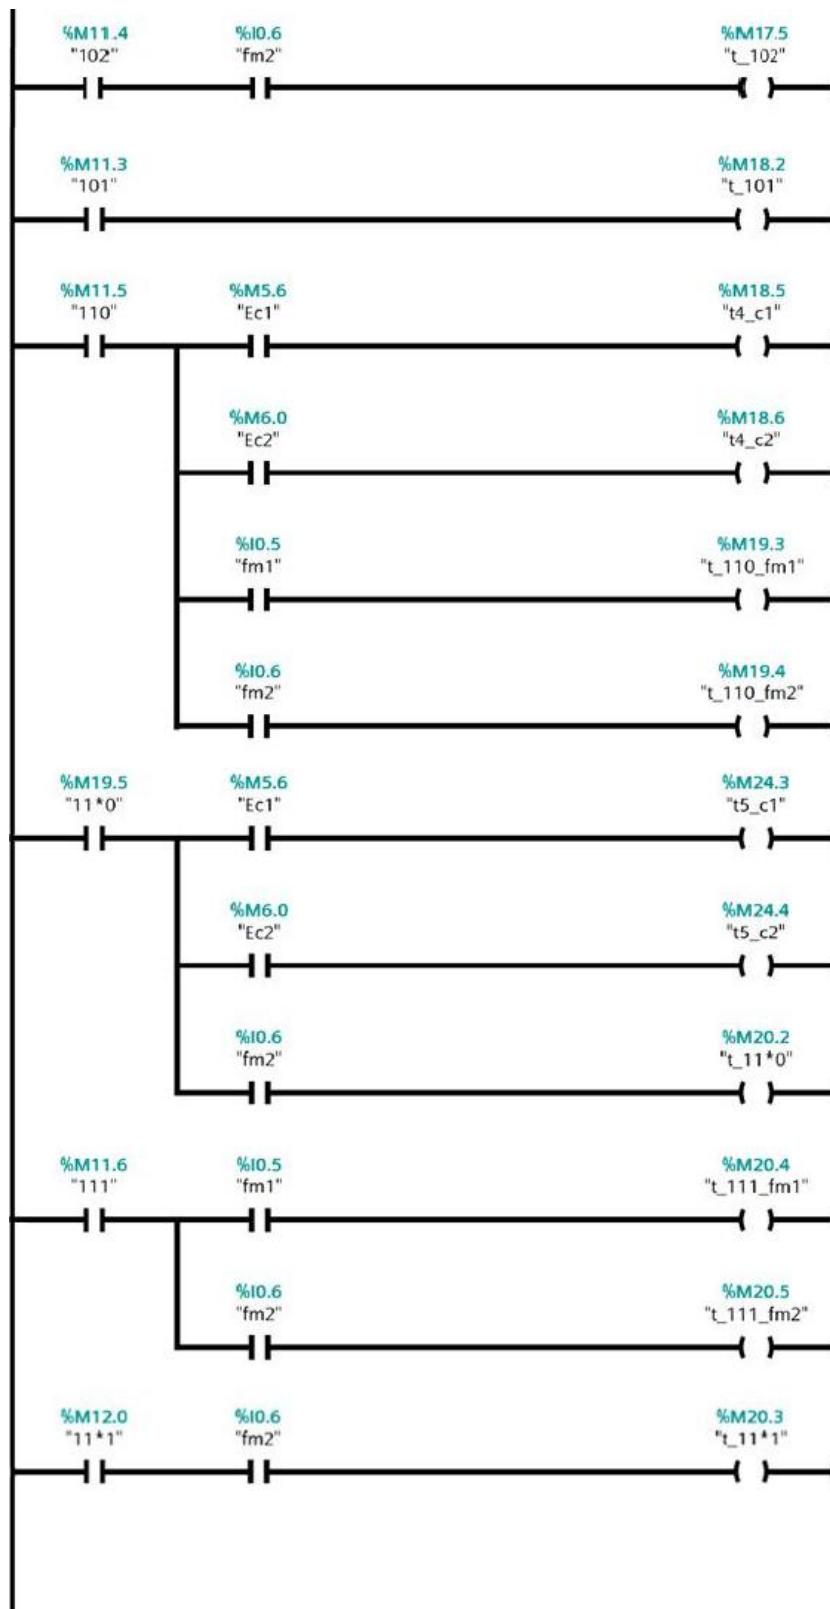 %M11.4 %I0.6 %M17.5
"102" "fm2" "t_102"
%M11.3 %M18.2
"101" "t_101"
%M11.5 %M5.6 %M18.5
"110" "Ec1" "t4_c1"
%M6.0 %M18.6
"Ec2" "t4_c2"
%I0.5 %M19.3
"fm1" "t_110_fm1"
%I0.6 %M19.4
"fm2" "t_110_fm2"
%M19.5 %M5.6 %M24.3
"11*0" "Ec1" "t5_c1"
%M6.0 %M24.4
"Ec2" "t5_c2"
%I0.6 %M20.2
"fm2" "t_11*0"
%M11.6 %I0.5 %M20.4
"111" "fm1" "t_111_fm1"
%I0.6 %M20.5
"fm2" "t_111_fm2"
%M12.0 %I0.6 %M20.3
"11*1" "fm2" "t_11*1"